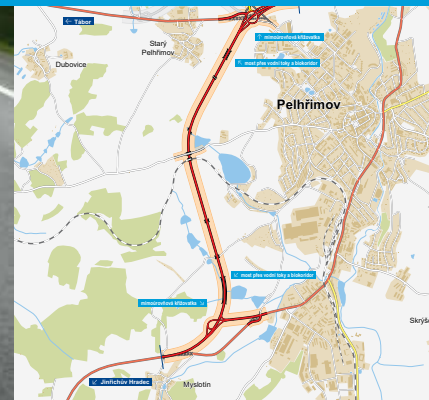 ← Tábor
↑ mimoúrovňová křižovatka
Starý
Pelhřimov
Dubovice
↖ most přes vodní toky a biokoridor
Pelhřimov
↙ most přes vodní toky a biokoridor
mimoúrovňová křižovatka ↘
Skrýš
↙ Jindřichův Hradec
Myslotín